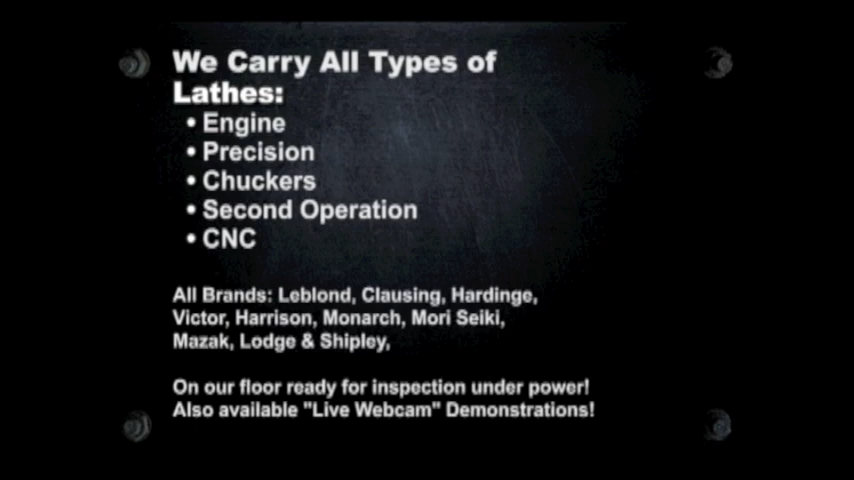 We Carry All Types of
Lathes:
• Engine
• Precision
• Chuckers
• Second Operation
• CNC
All Brands: Leblond, Clausing, Hardinge,
Victor, Harrison, Monarch, Mori Seiki,
Mazak, Lodge & Shipley,
On our floor ready for inspection under power!
Also available "Live Webcam" Demonstrations!